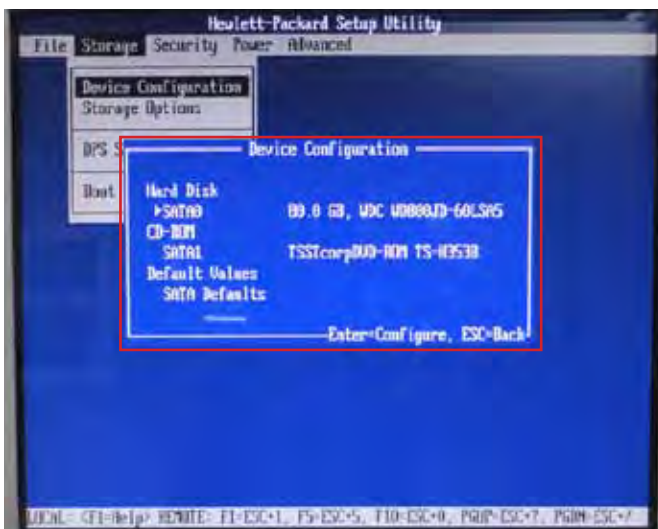 Hewlett-Packard Setup Utility
File Storage Security Power Advanced
Device Configuration
Storage Options
DPS S
Boot
Device Configuration
Hard Disk
SATA0 80.0 GB, WDC WD800JD-60LSA5
CD-ROM
SATA1 TSSTcorpDVD-ROM TS-H353B
Default Values
SATA Defaults
Enter=Configure, ESC=Back
<F1=Help> REMOTE: F1=ESC+1, F5=ESC+5, F10=ESC+0, PGUP=ESC+?, PGDN=ESC+/